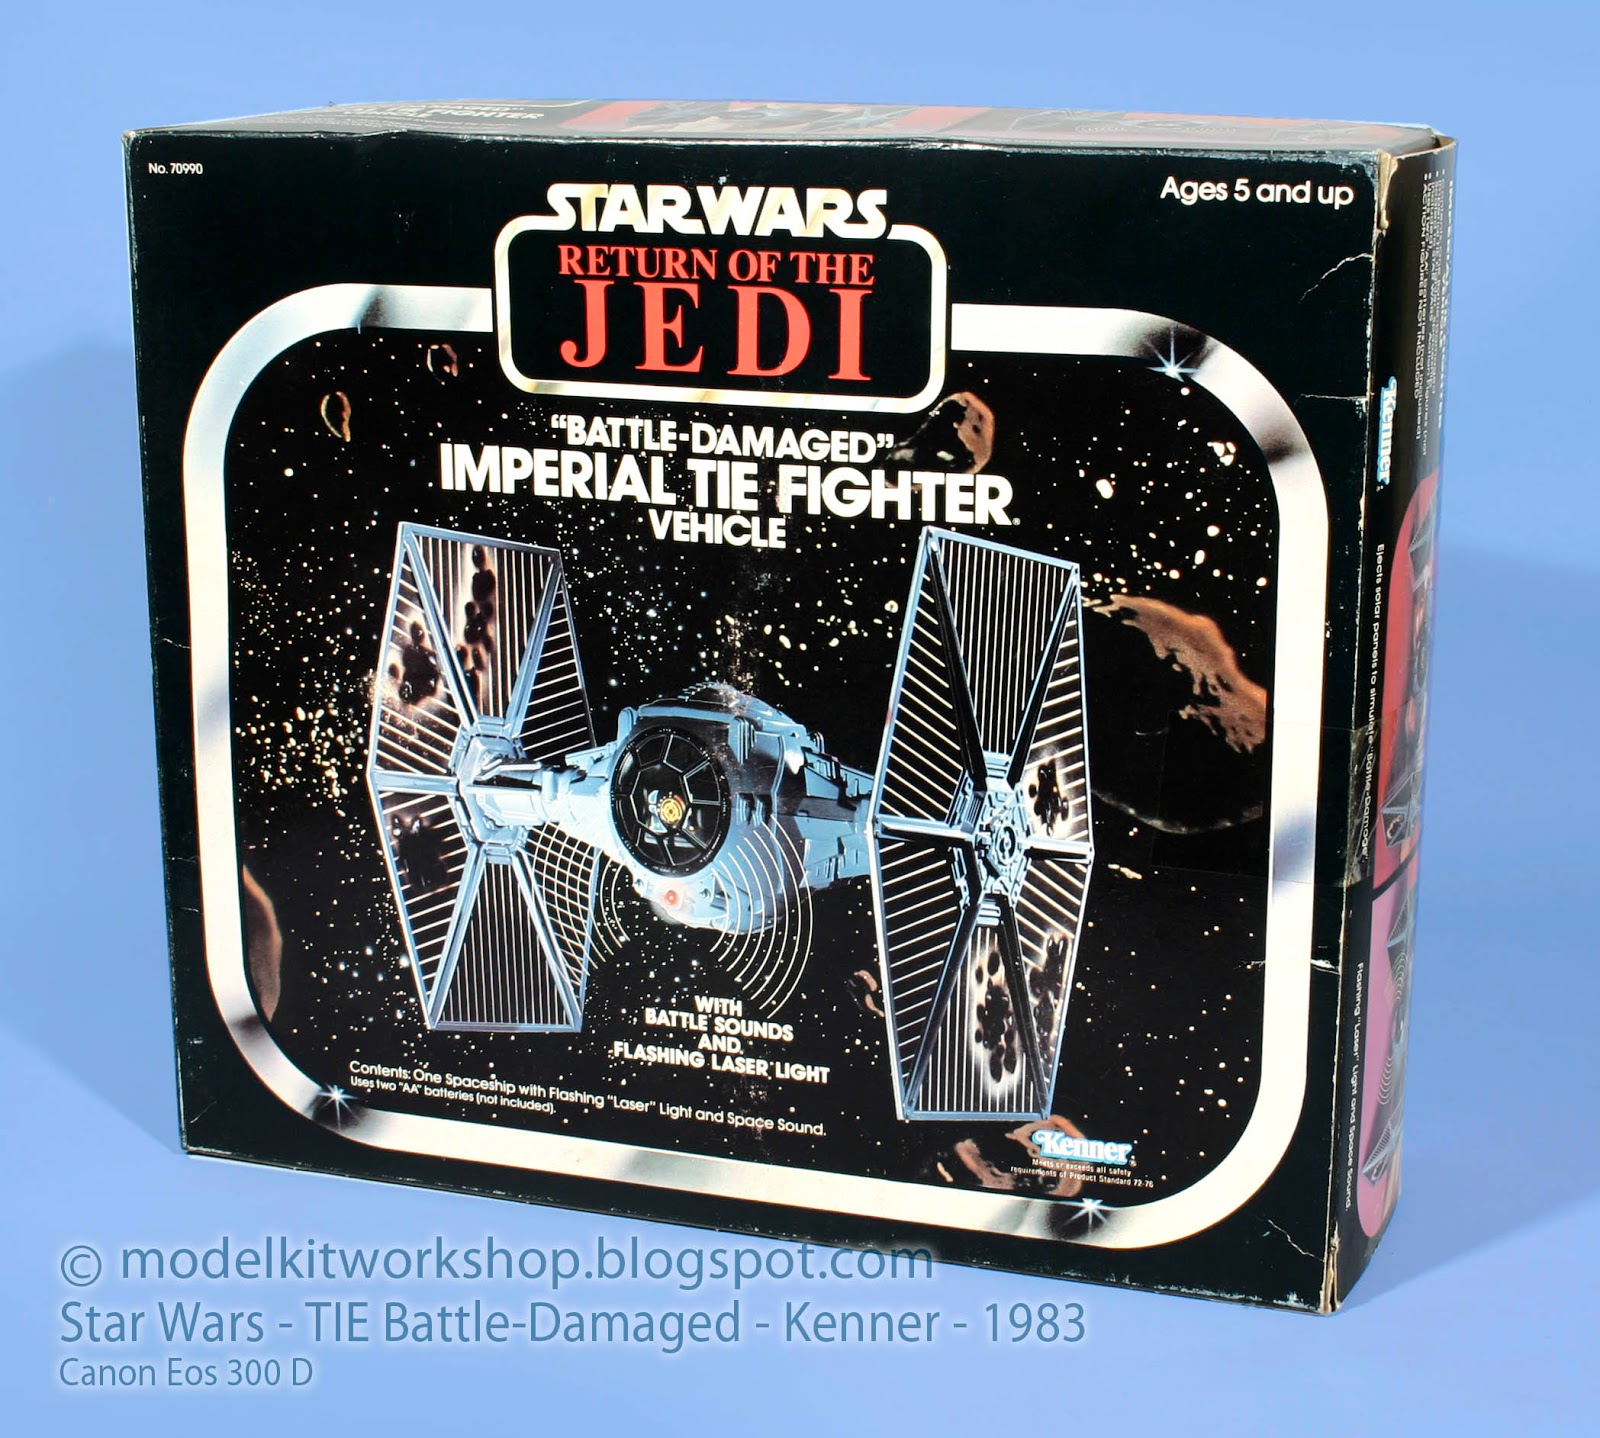 TIE FIGHTER
No. 70990
Ages 5 and up
STAR WARS
RETURN OF THE
JEDI
"BATTLE-DAMAGED"
IMPERIAL TIE FIGHTER
VEHICLE
WITH
BATTLE SOUNDS
AND
FLASHING LASER LIGHT
Contents: One Spaceship with Flashing "Laser" Light and Space Sound.
Uses two "AA" batteries (not included).
Kenner
Meets or exceeds all safety
requirements of Product Standard 72-76
Kenner
Ejects solar panels to simulate "Battle-Damage".
Flashing "Laser" Light and Space Sound.
© modelkitworkshop.blogspot.com
Star Wars - TIE Battle-Damaged - Kenner - 1983
Canon Eos 300 D